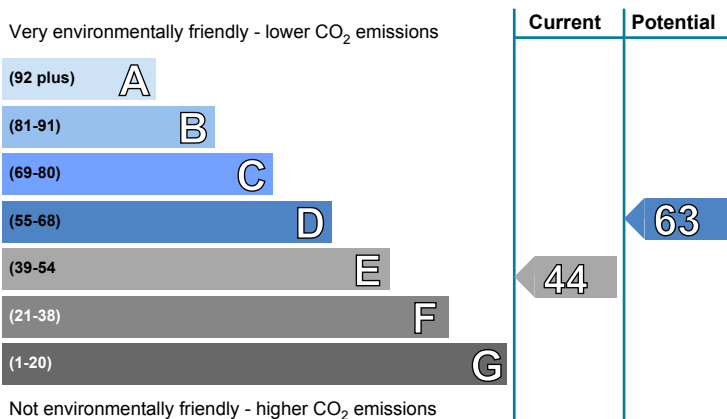 Current Potential
Very environmentally friendly - lower CO2 emissions
(92 plus) A
(81-91) B
(69-80) C
(55-68) D 63
(39-54 E 44
(21-38) F
(1-20) G
Not environmentally friendly - higher CO2 emissions